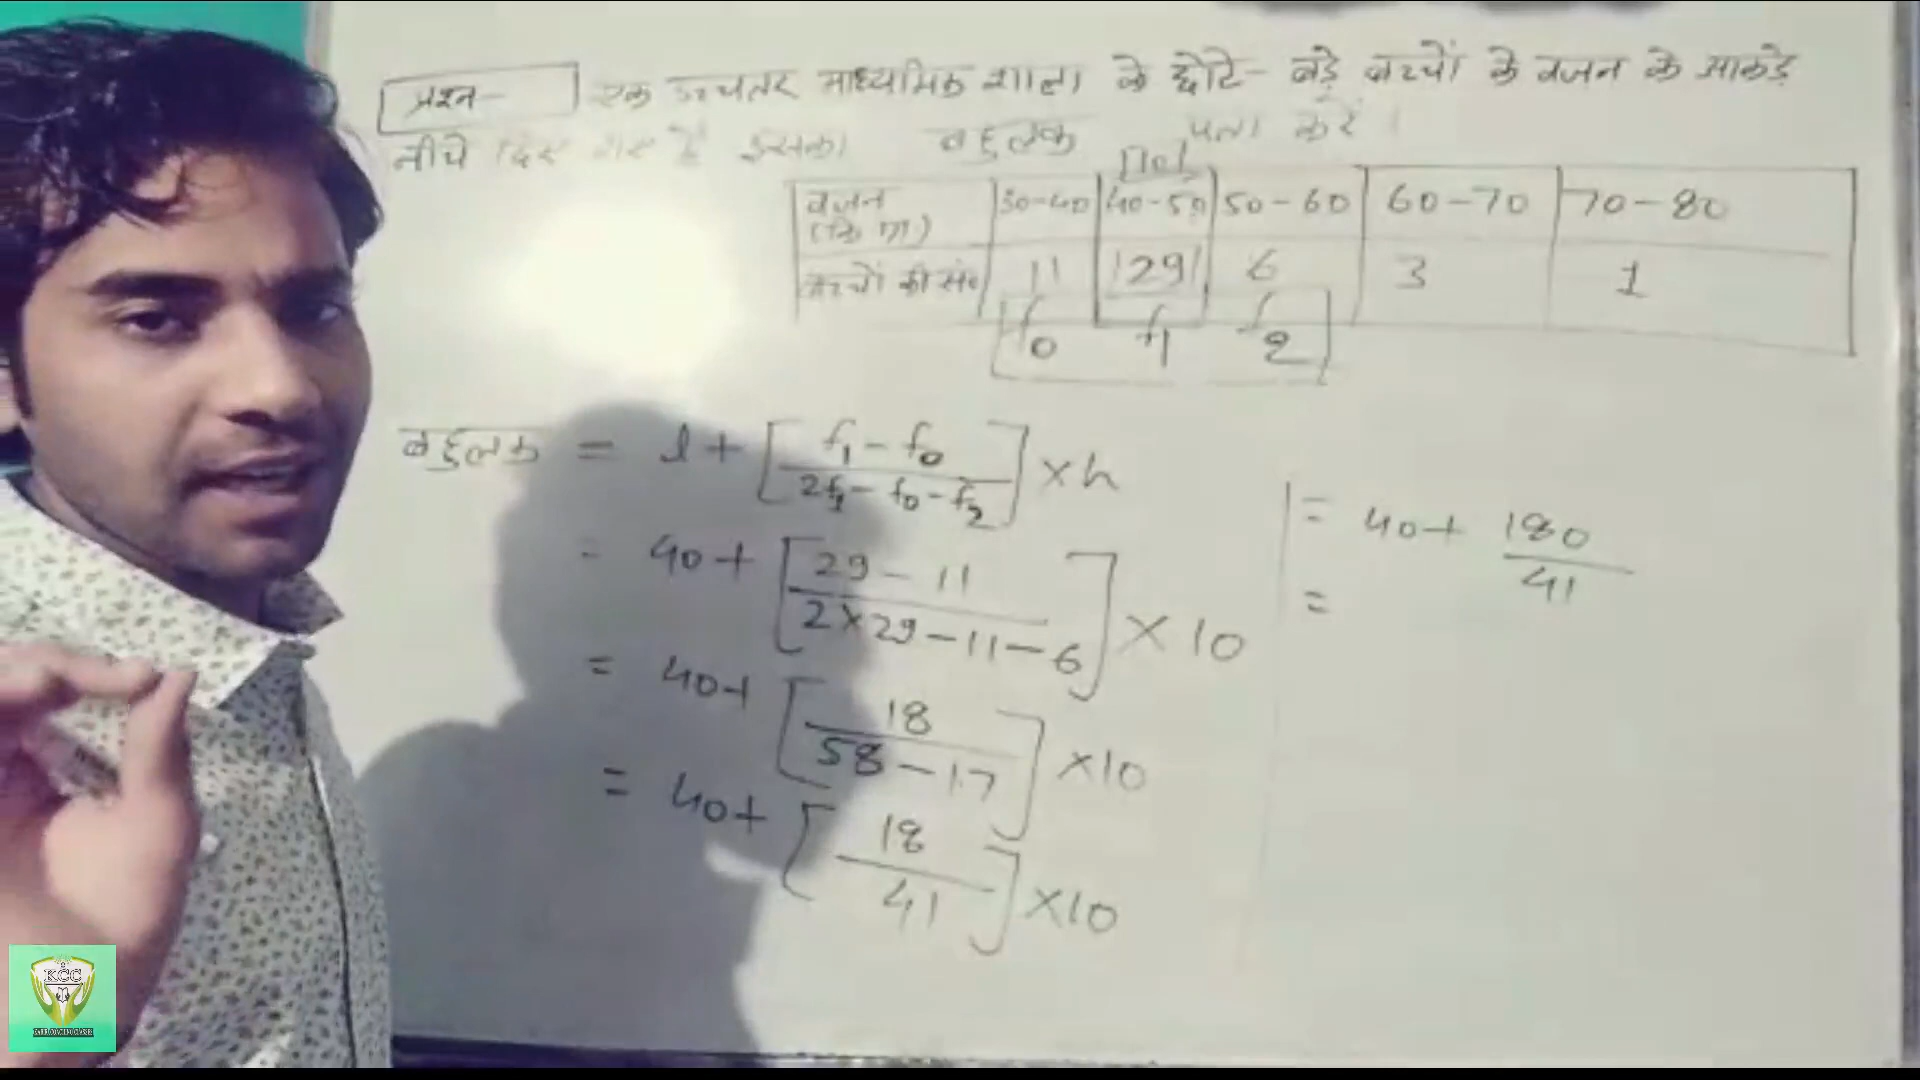 प्रश्न- एक उच्चतर माध्यमिक शाला के छोटे- बड़े बच्चों के वजन के आकड़े
नीचे दिए गए है इसका बहुलक पता करें।
वजन (कि ग्रा) 30-40 40-50 50-60 60-70 70-80
बच्चों की सं० 11 29 6 3 1
f0 f1 f2
बहुलक = l + [f1 - f0 / 2f1 - f0 - f2] × h
= 40 + [29 - 11 / 2×29 - 11 - 6] × 10
= 40 + [18 / 58 - 17] ×10
= 40 + [18 / 41] ×10
= 40 + 180 / 41
=
KCC